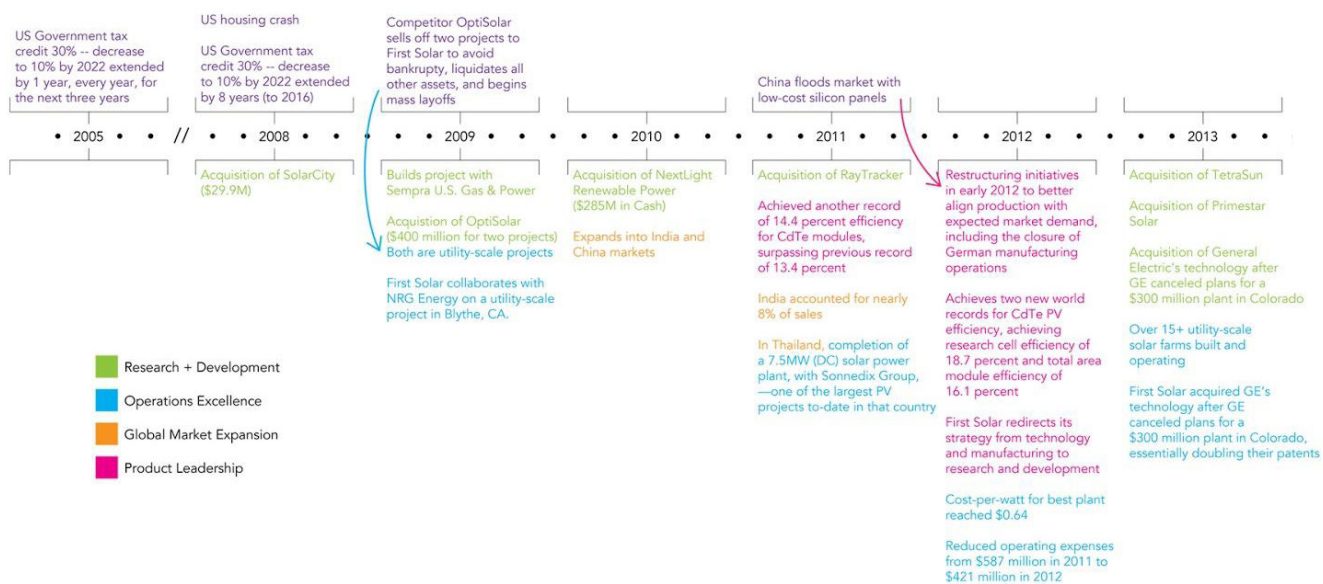 US Government tax
credit 30% -- decrease
to 10% by 2022 extended
by 1 year, every year, for
the next three years
US housing crash
US Government tax
credit 30% -- decrease
to 10% by 2022 extended
by 8 years (to 2016)
Competitor OptiSolar
sells off two projects to
First Solar to avoid
bankrupty, liquidates all
other assets, and begins
mass layoffs
China floods market with
low-cost silicon panels
2005 // 2008 2009 2010 2011 2012 2013
Acquisition of SolarCity
($29.9M)
Builds project with
Sempra U.S. Gas & Power
Acquistion of OptiSolar
($400 million for two projects)
Both are utility-scale projects
First Solar collaborates with
NRG Energy on a utility-scale
project in Blythe, CA.
Acquisition of NextLight
Renewable Power
($285M in Cash)
Expands into India and
China markets
Acquisition of RayTracker
Achieved another record
of 14.4 percent efficiency
for CdTe modules,
surpassing previous record
of 13.4 percent
India accounted for nearly
8% of sales
In Thailand, completion of
a 7.5MW (DC) solar power
plant, with Sonnedix Group,
—one of the largest PV
projects to-date in that country
Restructuring initiatives
in early 2012 to better
align production with
expected market demand,
including the closure of
German manufacturing
operations
Achieves two new world
records for CdTe PV
efficiency, achieving
research cell efficiency of
18.7 percent and total area
module efficiency of
16.1 percent
First Solar redirects its
strategy from technology
and manufacturing to
research and development
Cost-per-watt for best plant
reached $0.64
Reduced operating expenses
from $587 million in 2011 to
$421 million in 2012
Acquisition of TetraSun
Acquisition of Primestar
Solar
Acquisition of General
Electric's technology after
GE canceled plans for a
$300 million plant in Colorado
Over 15+ utility-scale
solar farms built and
operating
First Solar acquired GE's
technology after GE
canceled plans for a
$300 million plant in Colorado,
essentially doubling their patents
Research + Development
Operations Excellence
Global Market Expansion
Product Leadership